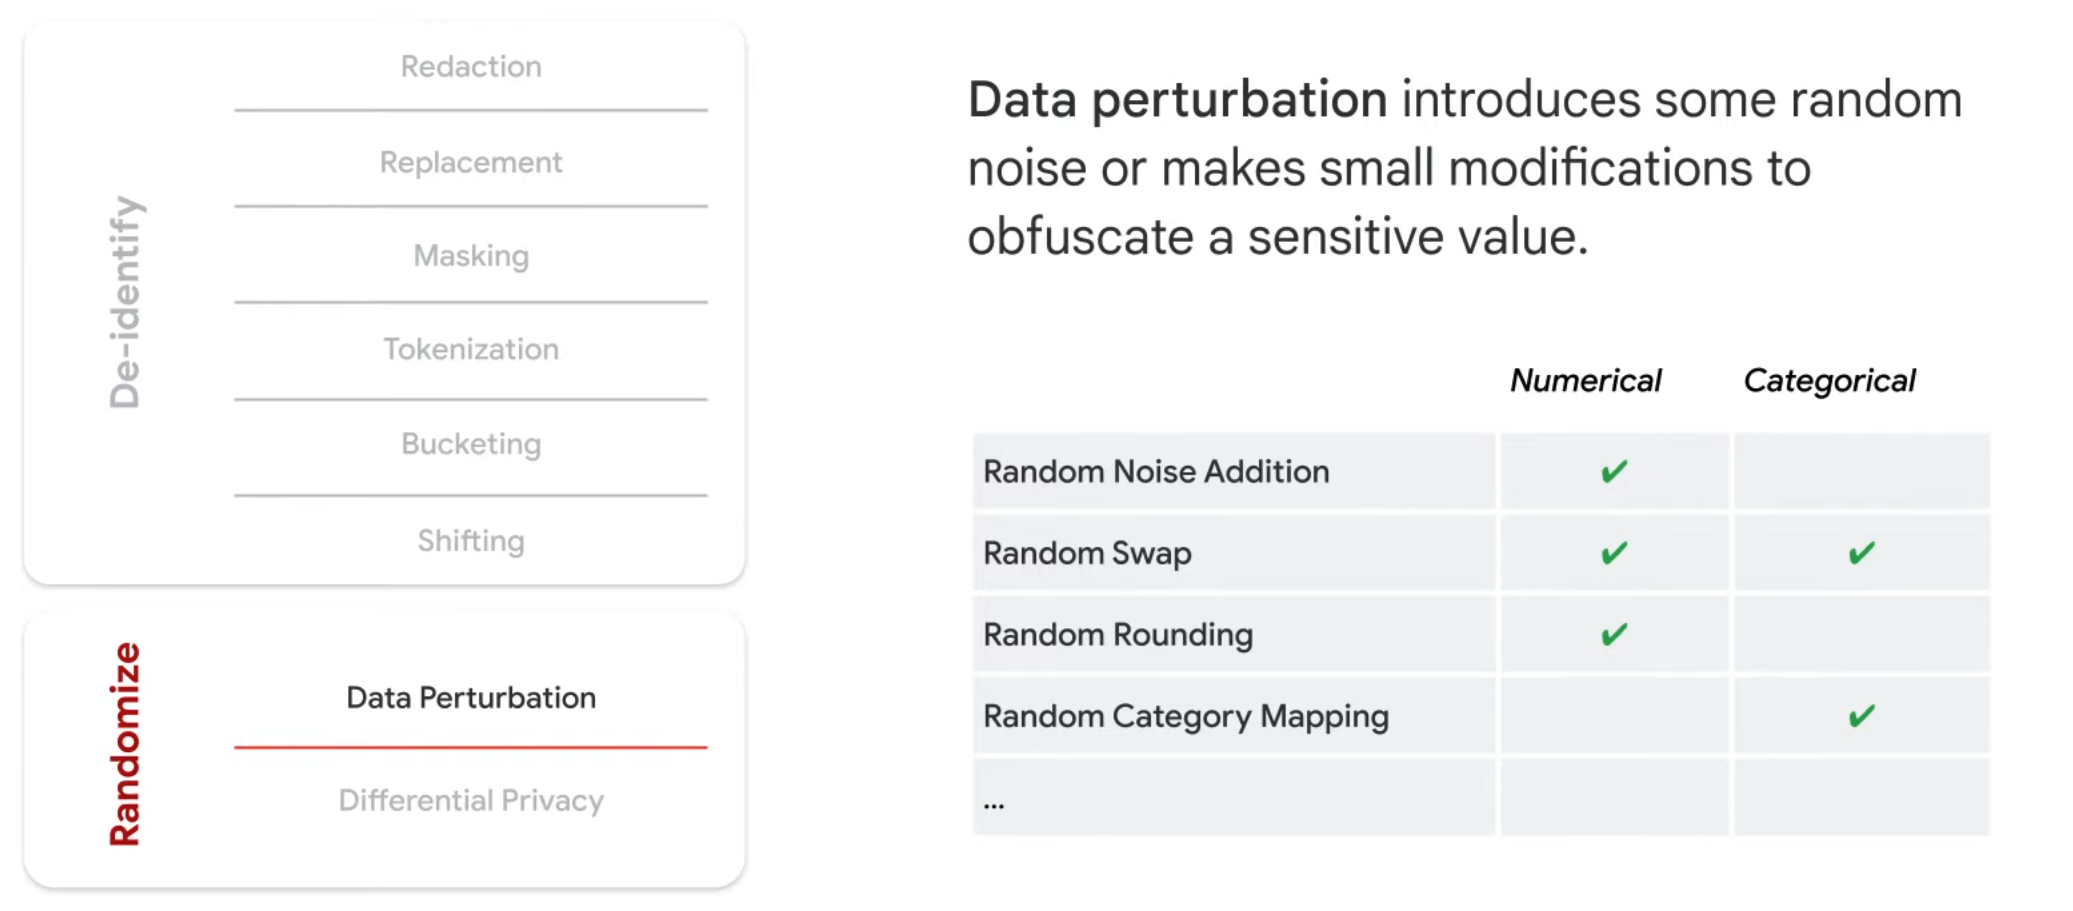 De-identify
Redaction
Replacement
Masking
Tokenization
Bucketing
Shifting
Randomize
Data Perturbation
Differential Privacy
Data perturbation introduces some random
noise or makes small modifications to
obfuscate a sensitive value.
Numerical Categorical
Random Noise Addition ✔
Random Swap ✔ ✔
Random Rounding ✔
Random Category Mapping ✔
...